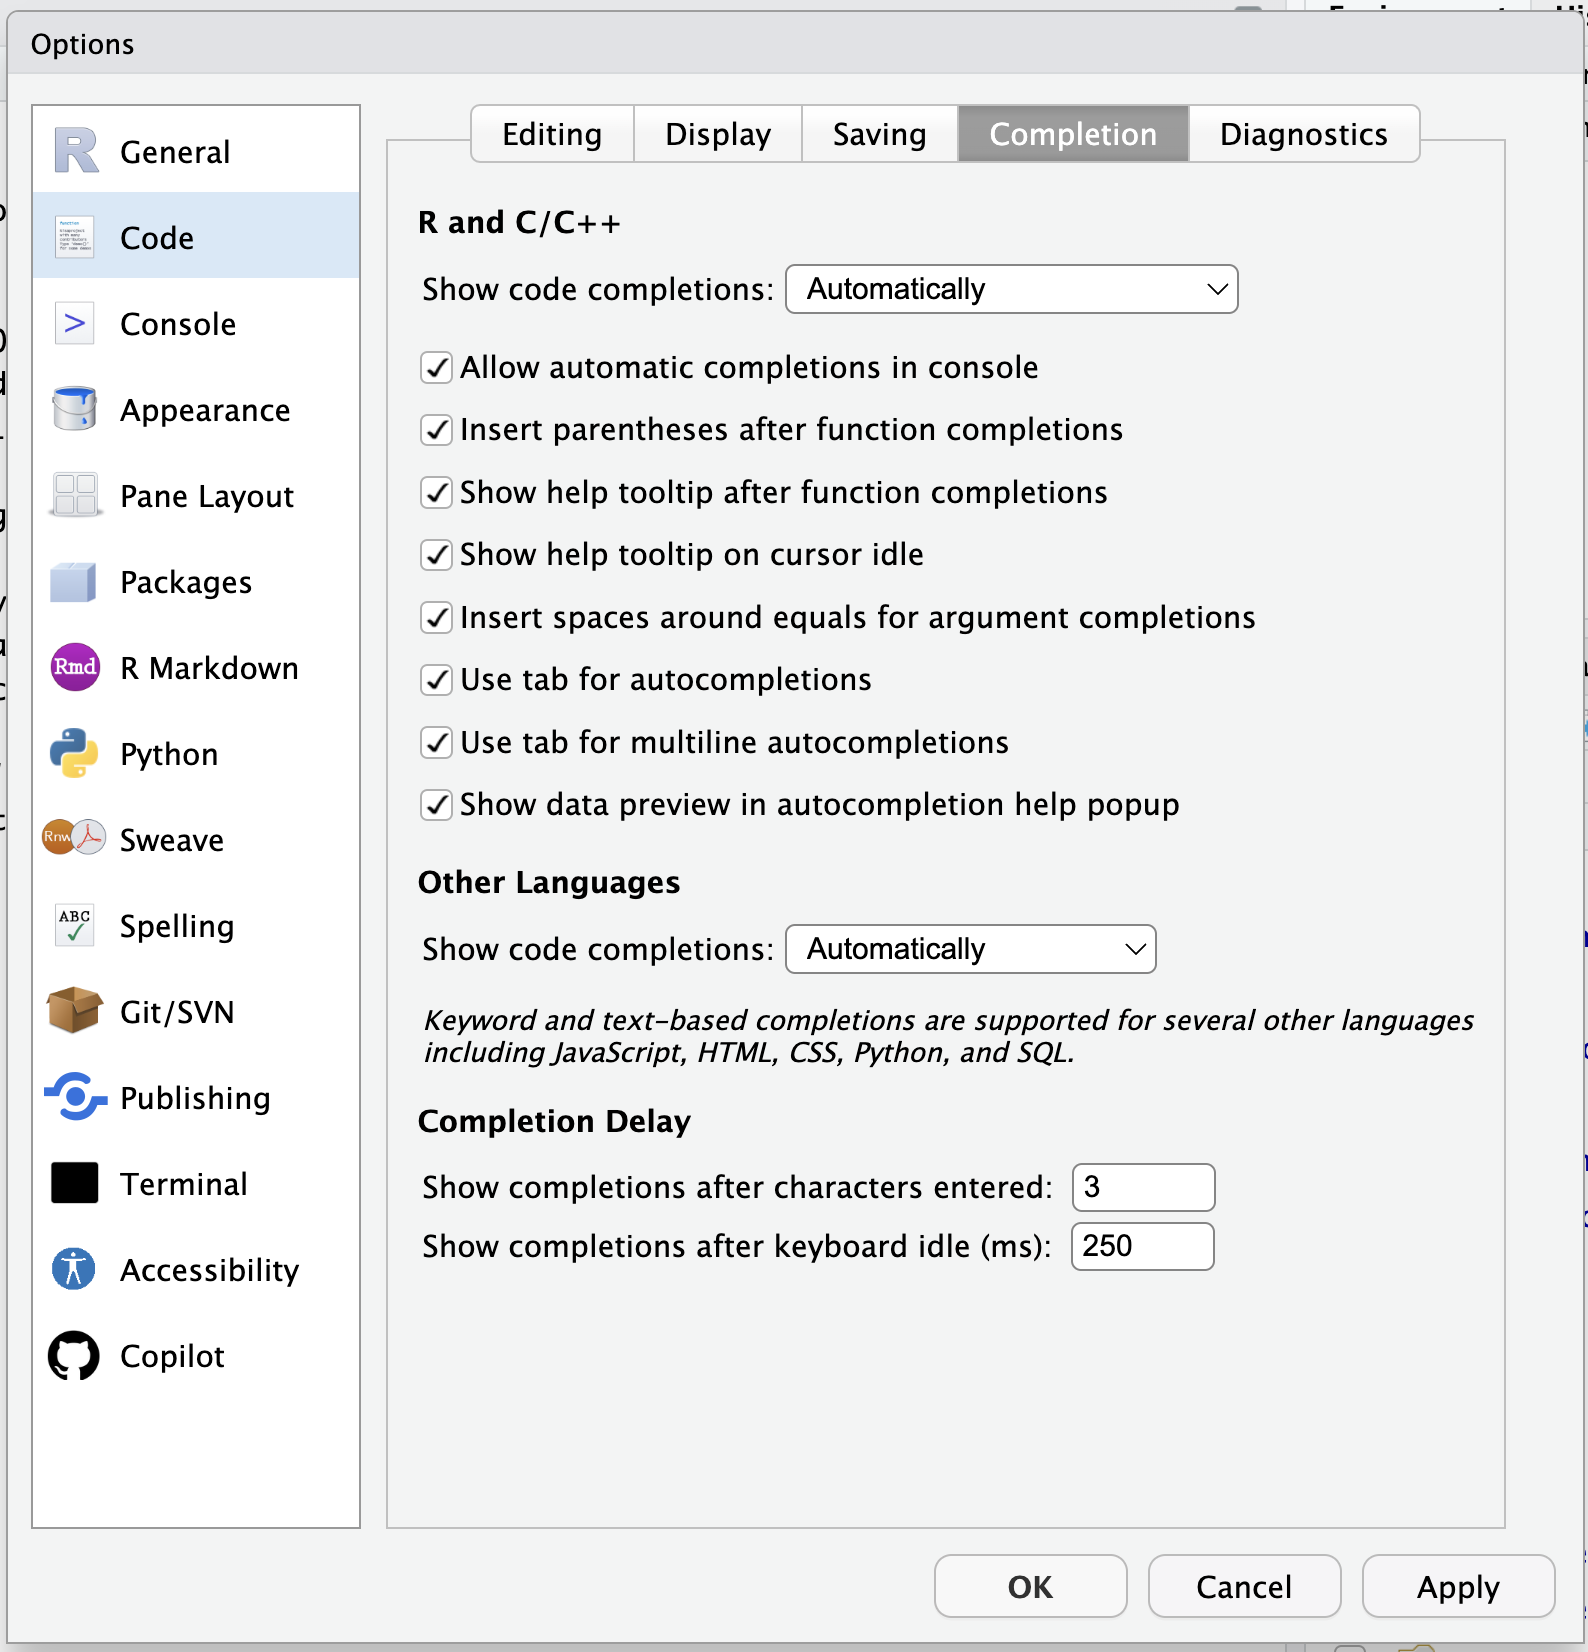 Options
General
Code
Console
Appearance
Pane Layout
Packages
Rmd
R Markdown
Python
Rnw
Sweave
ABC
Spelling
Git/SVN
Publishing
Terminal
Accessibility
Copilot
Editing Display Saving Completion Diagnostics
R and C/C++
Show code completions: Automatically
Allow automatic completions in console
Insert parentheses after function completions
Show help tooltip after function completions
Show help tooltip on cursor idle
Insert spaces around equals for argument completions
Use tab for autocompletions
Use tab for multiline autocompletions
Show data preview in autocompletion help popup
Other Languages
Show code completions: Automatically
Keyword and text-based completions are supported for several other languages
including JavaScript, HTML, CSS, Python, and SQL.
Completion Delay
Show completions after characters entered: 3
Show completions after keyboard idle (ms): 250
OK Cancel Apply